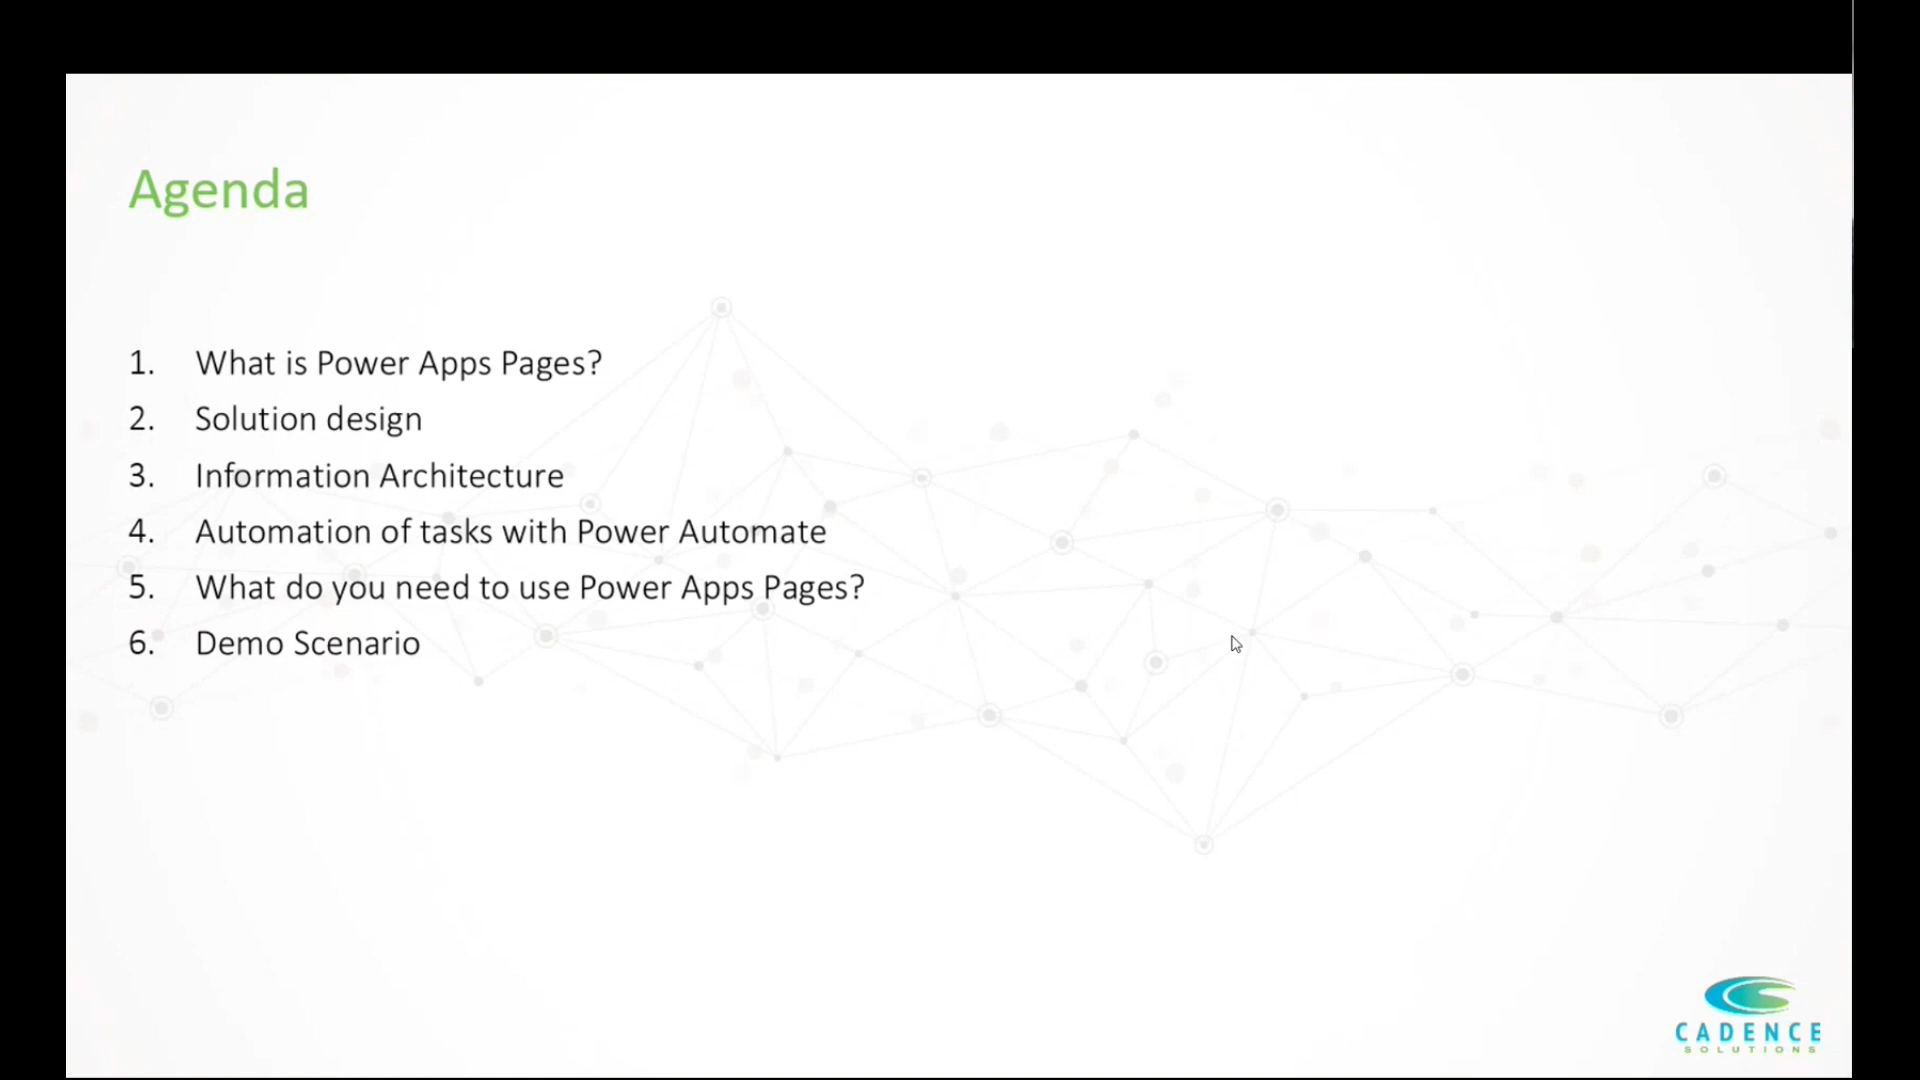 Agenda
1. What is Power Apps Pages?
2. Solution design
3. Information Architecture
4. Automation of tasks with Power Automate
5. What do you need to use Power Apps Pages?
6. Demo Scenario
CADENCE
SOLUTIONS